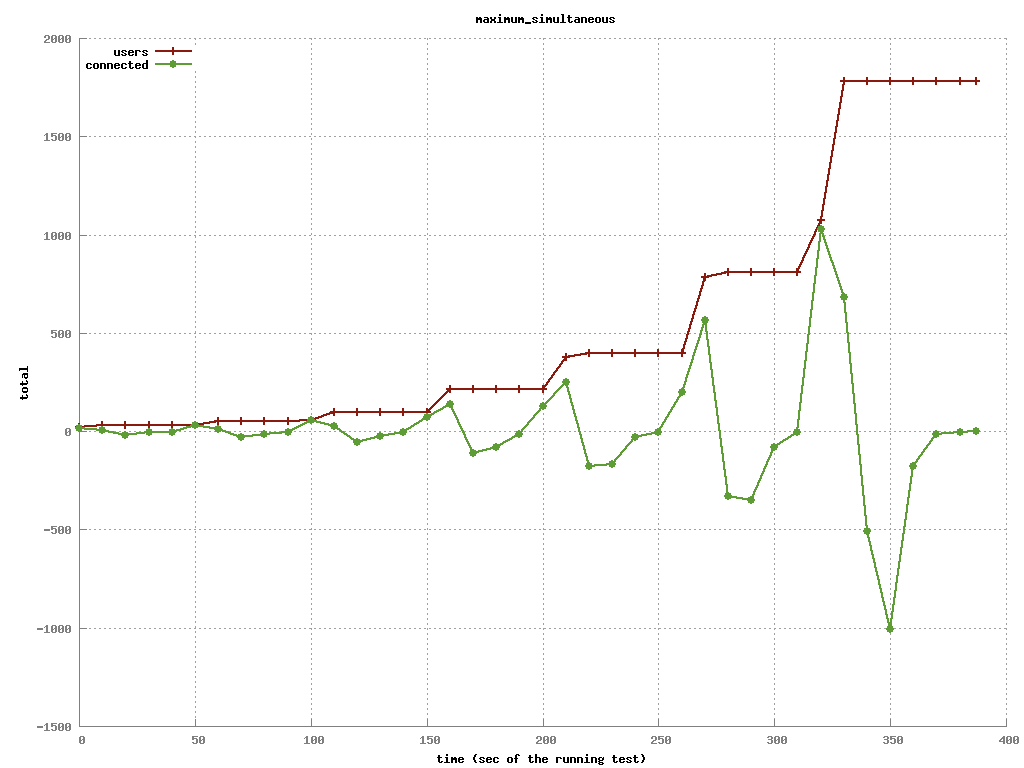 maximum_simultaneous
users
connected
2000
1500
1000
500
0
-500
-1000
-1500
total
0 50 100 150 200 250 300 350 400
time (sec of the running test)